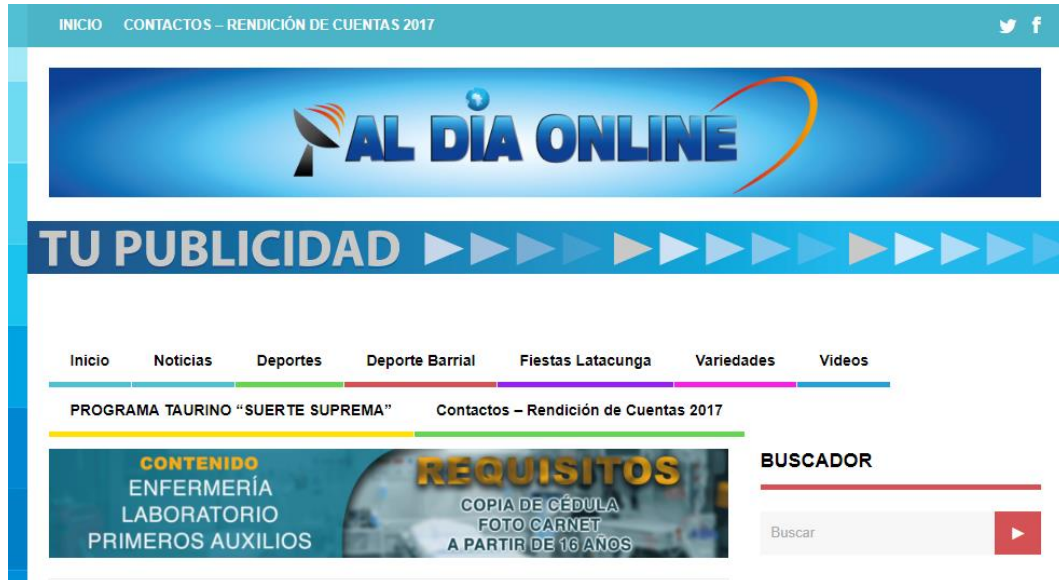 INICIO CONTACTOS – RENDICIÓN DE CUENTAS 2017
AL DÍA ONLINE
TU PUBLICIDAD
Inicio Noticias Deportes Deporte Barrial Fiestas Latacunga Variedades Videos
PROGRAMA TAURINO “SUERTE SUPREMA” Contactos – Rendición de Cuentas 2017
CONTENIDO
ENFERMERÍA
LABORATORIO
PRIMEROS AUXILIOS
REQUISITOS
COPIA DE CÉDULA
FOTO CARNET
A PARTIR DE 16 AÑOS
BUSCADOR
Buscar